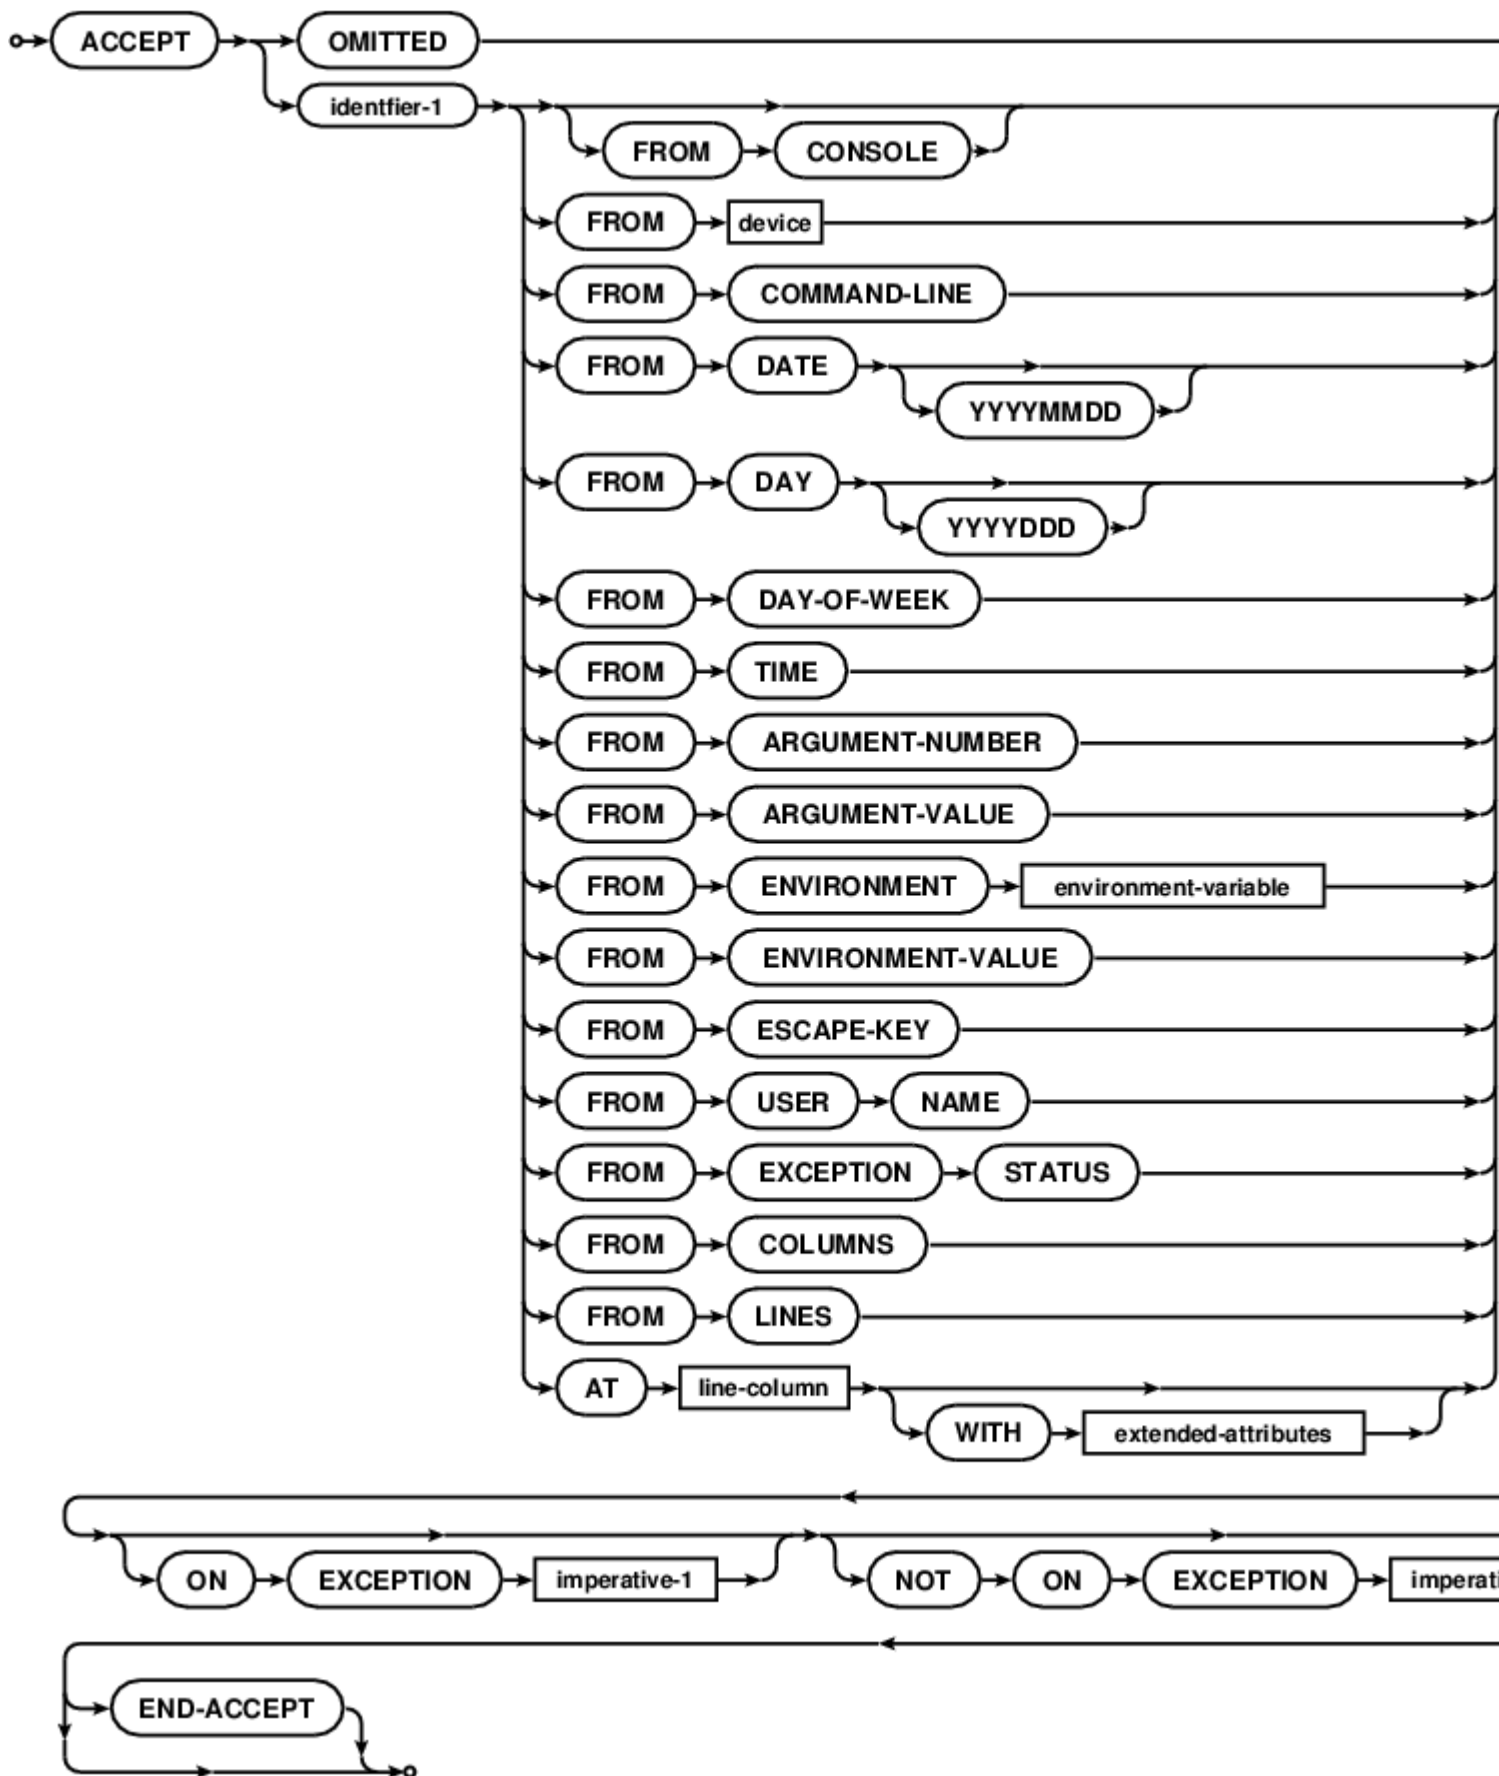 ACCEPT OMITTED
identfier-1
FROM CONSOLE
FROM device
FROM COMMAND-LINE
FROM DATE
YYYYMMDD
FROM DAY
YYYYDDD
FROM DAY-OF-WEEK
FROM TIME
FROM ARGUMENT-NUMBER
FROM ARGUMENT-VALUE
FROM ENVIRONMENT environment-variable
FROM ENVIRONMENT-VALUE
FROM ESCAPE-KEY
FROM USER NAME
FROM EXCEPTION STATUS
FROM COLUMNS
FROM LINES
AT line-column
WITH extended-attributes
ON EXCEPTION imperative-1 NOT ON EXCEPTION
END-ACCEPT